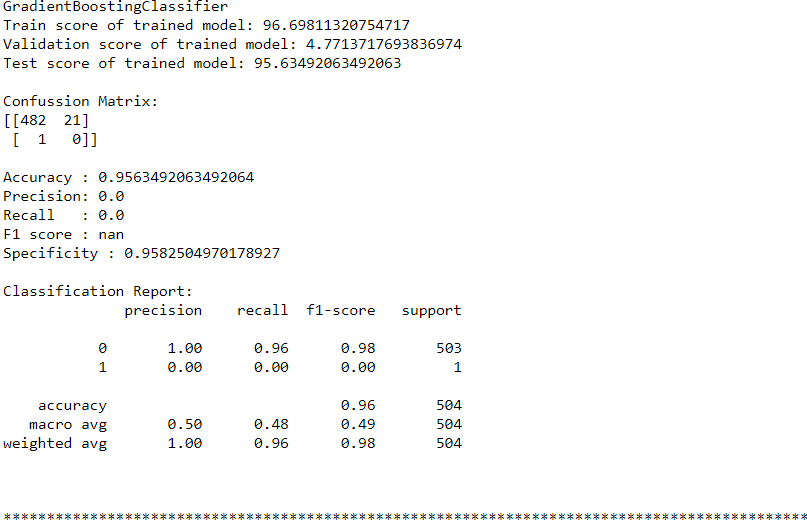 GradientBoostingClassifier
Train score of trained model: 96.69811320754717
Validation score of trained model: 4.7713717693836974
Test score of trained model: 95.63492063492063
Confussion Matrix:
[[482 21]
[ 1 0]]
Accuracy : 0.9563492063492064
Precision: 0.0
Recall : 0.0
F1 score : nan
Specificity : 0.9582504970178927
Classification Report:
precision recall f1-score support
0 1.00 0.96 0.98 503
1 0.00 0.00 0.00 1
accuracy 0.96 504
macro avg 0.50 0.48 0.49 504
weighted avg 1.00 0.96 0.98 504
*********************************************************************************************